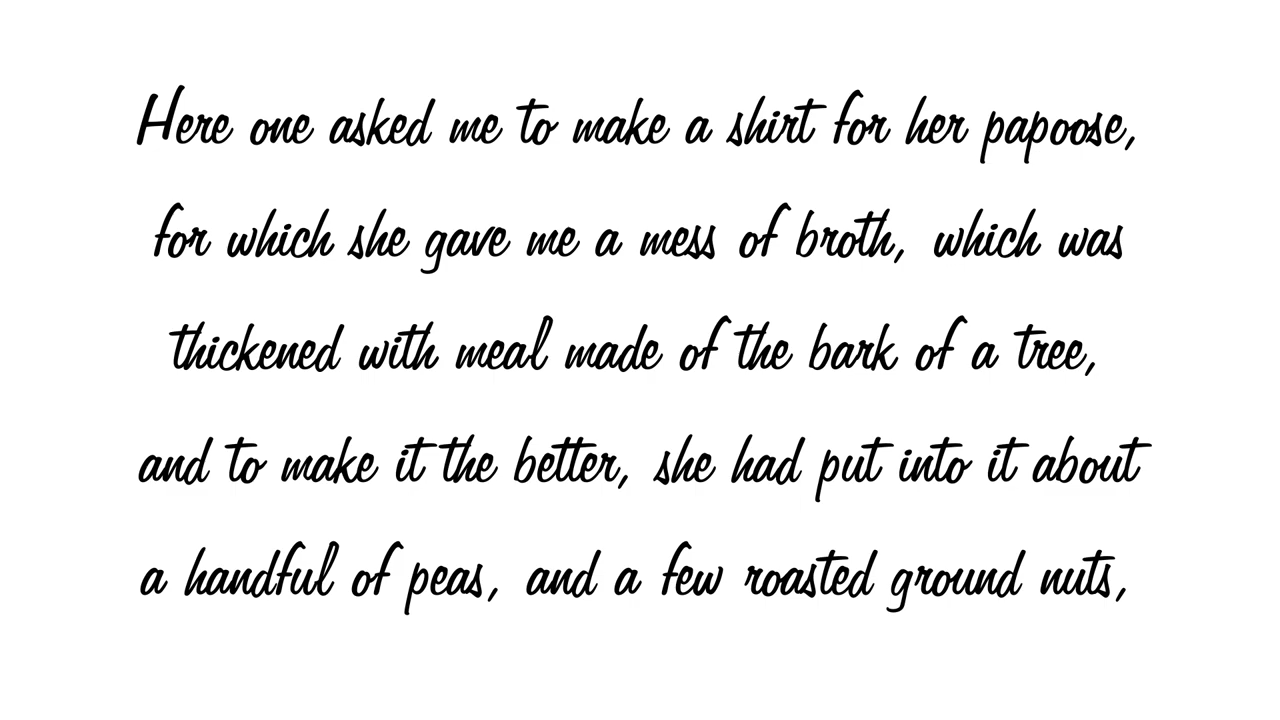 Here one asked me to make a shirt for her papoose,
for which she gave me a mess of broth, which was
thickened with meal made of the bark of a tree,
and to make it the better, she had put into it about
a handful of peas, and a few roasted ground nuts,